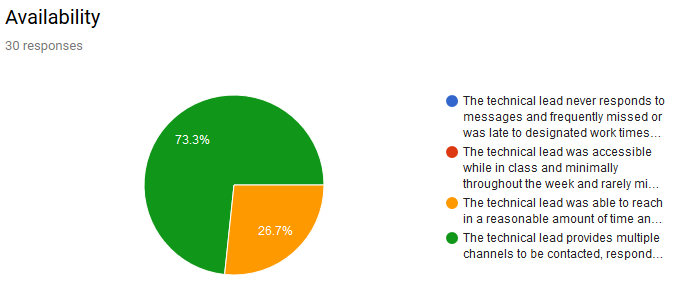 Availability
30 responses
73.3%
26.7%
The technical lead never responds to
messages and frequently missed or
was late to designated work times…
The technical lead was accessible
while in class and minimally
throughout the week and rarely mi…
The technical lead was able to reach
in a reasonable amount of time an…
The technical lead provides multiple
channels to be contacted, respond…